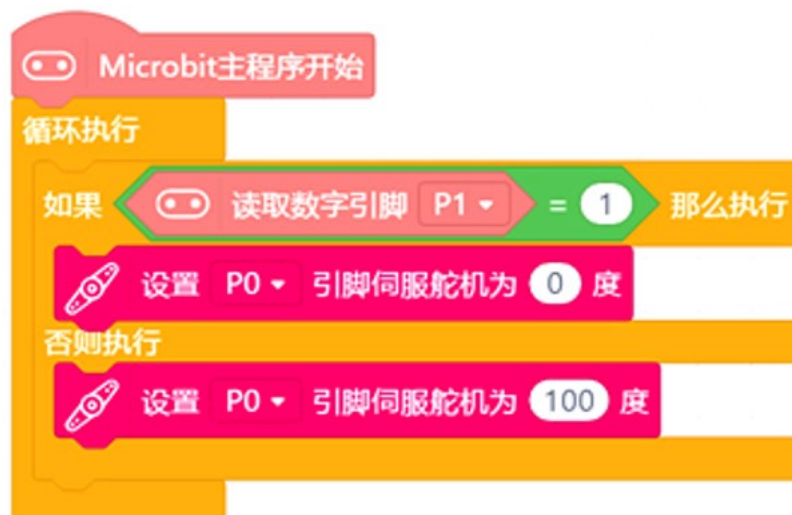 Microbit主程序开始
循环执行
如果 读取数字引脚 P1 = 1 那么执行
设置 P0 引脚伺服舵机为 0 度
否则执行
设置 P0 引脚伺服舵机为 100 度